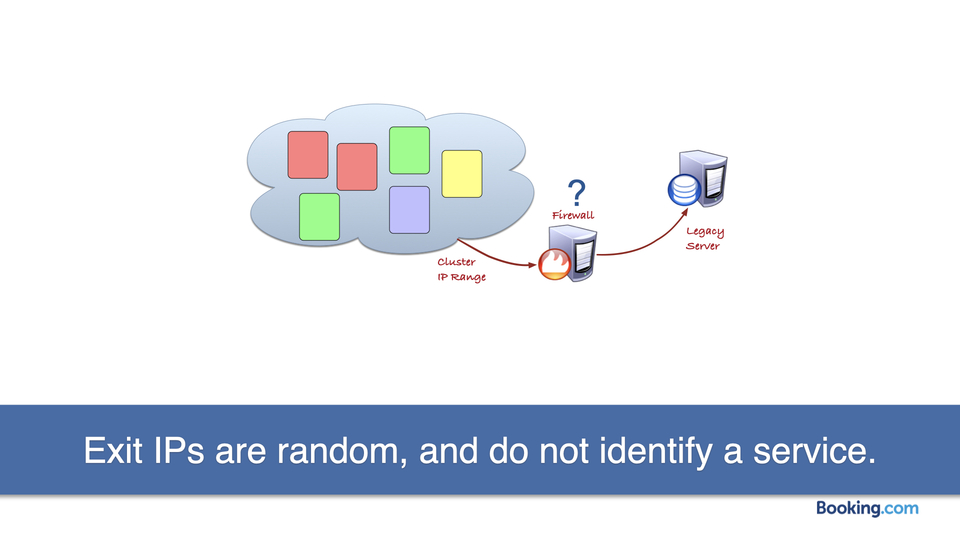 ?
Firewall
Cluster
IP Range
Legacy
Server
Exit IPs are random, and do not identify a service.
Booking.com